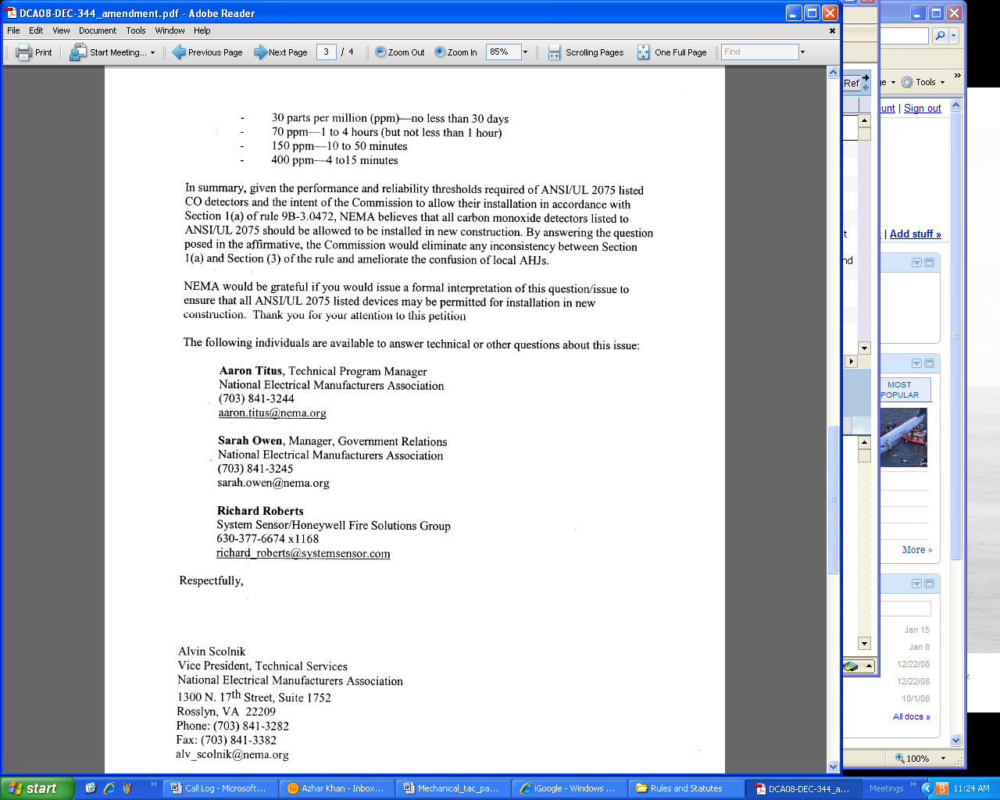 DCA08-DEC-344_amendment.pdf - Adobe Reader
File Edit View Document Tools Window Help
Print Start Meeting... Previous Page Next Page 3 / 4 Zoom Out Zoom In 85% Scrolling Pages One Full Page Find
Ref
ge Tools »
unt | Sign out
- 30 parts per million (ppm)—no less than 30 days
- 70 ppm—1 to 4 hours (but not less than 1 hour)
- 150 ppm—10 to 50 minutes
- 400 ppm—4 to15 minutes
In summary, given the performance and reliability thresholds required of ANSI/UL 2075 listed
CO detectors and the intent of the Commission to allow their installation in accordance with
Section 1(a) of rule 9B-3.0472, NEMA believes that all carbon monoxide detectors listed to
ANSI/UL 2075 should be allowed to be installed in new construction. By answering the question
posed in the affirmative, the Commission would eliminate any inconsistency between Section
1(a) and Section (3) of the rule and ameliorate the confusion of local AHJs.
NEMA would be grateful if you would issue a formal interpretation of this question/issue to
ensure that all ANSI/UL 2075 listed devices may be permitted for installation in new
construction. Thank you for your attention to this petition
The following individuals are available to answer technical or other questions about this issue:
Aaron Titus, Technical Program Manager
National Electrical Manufacturers Association
(703) 841-3244
aaron.titus@nema.org
Sarah Owen, Manager, Government Relations
National Electrical Manufacturers Association
(703) 841-3245
sarah.owen@nema.org
Richard Roberts
System Sensor/Honeywell Fire Solutions Group
630-377-6674 x1168
richard_roberts@systemsensor.com
Respectfully,
Alvin Scolnik
Vice President, Technical Services
National Electrical Manufacturers Association
1300 N. 17th Street, Suite 1752
Rosslyn, VA 22209
Phone: (703) 841-3282
Fax: (703) 841-3382
alv_scolnik@nema.org
t | Add stuff »
nd
MOST
POPULAR
More »
Jan 15
Jan 8
12/22/08
12/22/08
10/1/08
All docs »
100%
start » Call Log - Microsoft... Azhar Khan - Inbox... Mechanical_tac_pa... iGoogle - Windows ... Rules and Statutes DCA08-DEC-344_a... Meetings » 11:24 AM